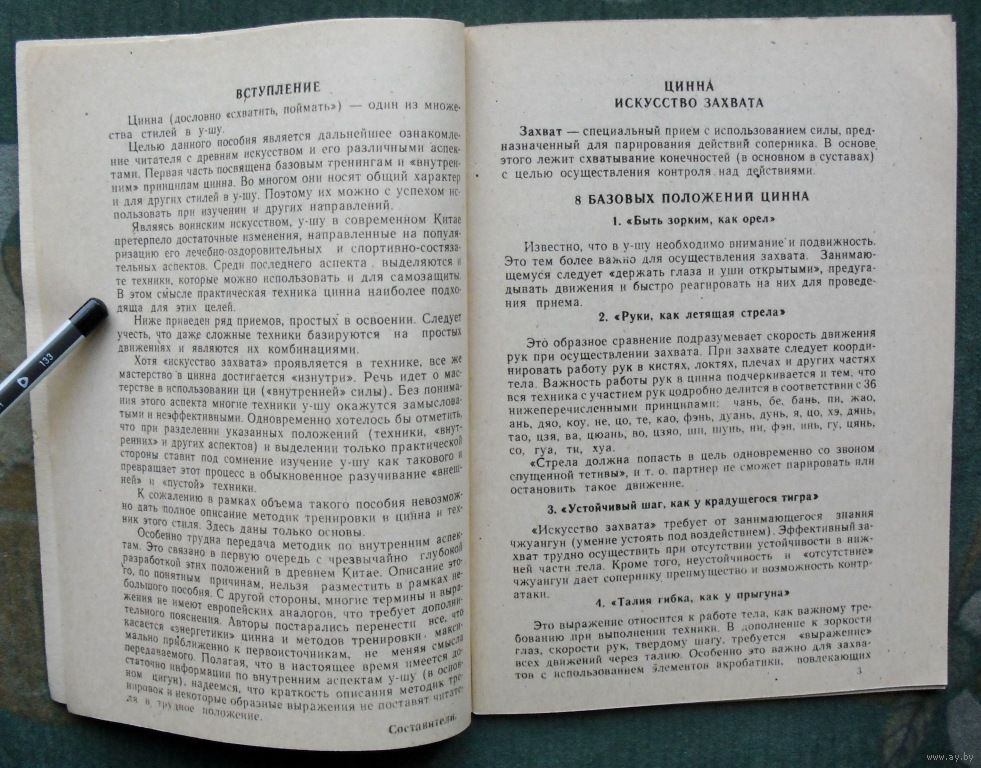 ВСТУПЛЕНИЕ
Цинна (дословно «схватить, поймать») — один из множе-
ства стилей в у-шу.
Целью данного пособия является дальнейшее ознакомле-
ние читателя с древним искусством и его различными аспек-
тами. Первая часть посвящена базовым тренингам и «внутрен-
ним» принципам цинна. Во многом они носят общий характер
и для других стилей в у-шу. Поэтому их можно с успехом ис-
пользовать при изучении и других направлений.
Являясь воинским искусством, у-шу в современном Китае
претерпело достаточные изменения, направленные на популя-
ризацию его лечебно-оздоровительных и спортивно-состяза-
тельных аспектов. Среди последнего аспекта выделяются и
те техники, которые можно использовать и для самозащиты.
В этом смысле практическая техника цинна наиболее подхо-
дяща для этих целей.
Ниже приведен ряд приемов, простых в освоении. Следует
учесть, что даже сложные техники базируются на простых
движениях и являются их комбинациями.
Хотя «искусство захвата» проявляется в технике, все же
мастерство в цинна достигается «изнутри». Речь идет о ма-
стерстве в использовании ци («внутренней» силы). Без понима-
ния этого аспекта многие техники у-шу окажутся замыслова-
тыми и неэффективными. Одновременно хотелось бы отметить,
что при разделении указанных положений (техники, «внут-
ренних» и других аспектов) и выделении только практической
стороны ставит под сомнение изучение у-шу как такового и
превращает этот процесс в обыкновенное разучивание «внеш-
ней» и «пустой» техники.
К сожалению в рамках объема такого пособия невозмож-
но дать полное описание методик тренировки в цинна и тех-
ник этого стиля. Здесь даны только основы.
Особенно трудна передача методик по внутренним аспек-
там. Это связано в первую очередь с чрезвычайно глубокой
разработкой этих положений в древнем Китае. Описание это-
го, по понятным причинам, нельзя разместить в рамках не-
большого пособия. С другой стороны, многие термины и выра-
жения не имеют европейских аналогов, что требует дополни-
тельного пояснения. Авторы постарались перенести все, что
касается «энергетики» цинна и методов тренировки макси-
мально приближенно к первоисточникам, не меняя смысла
передаваемого. Полагая, что в настоящее время имеется до-
статочно информации по внутренним аспектам у-шу (в основ-
ном цигун), надеемся, что краткость описания методик тре-
нировок и некоторые образные выражения не поставят читате-
ля в трудное положение.
Составители.
ЦИННА
ИСКУССТВО ЗАХВАТА
Захват — специальный прием с использованием силы, пред-
назначенный для парирования действий соперника. В основе
этого лежит схватывание конечностей (в основном в суставах)
с целью осуществления контроля над действиями.
8 БАЗОВЫХ ПОЛОЖЕНИЙ ЦИННА
1. «Быть зорким, как орел»
Известно, что в у-шу необходимо внимание и подвижность.
Это тем более важно для осуществления захвата. Занимаю-
щемуся следует «держать глаза и уши открытыми», предуга-
дывать движения и быстро реагировать на них для проведе-
ния приема.
2. «Руки, как летящая стрела»
Это образное сравнение подразумевает скорость движения
рук при осуществлении захвата. При захвате следует коорди-
нировать работу рук в кистях, локтях, плечах и других частях
тела. Важность работы рук в цинна подчеркивается и тем, что
вся техника с участием рук подробно делится в соответствии с 36
нижеперечисленными принципами: чань, бе, бань, пи, жао,
ань, дяо, коу, не, цо, те, као, фэнь, дуань, дунь, я, цо, хэ, дянь,
тао, цзя, ва, цюань, во, цзяо, ши, шунь, ни, фэн, инь, гу, цянь,
со, гуа, ти, хуа.
«Стрела должна попасть в цель одновременно со звоном
спущенной тетивы», и т. о. партнер не сможет парировать или
остановить такое движение.
3. «Устойчивый шаг, как у крадущегося тигра»
«Искусство захвата» требует от занимающегося знания
чжуангун (умение устоять под воздействием). Эффективный за-
хват трудно осуществить при отсутствии устойчивости в ниж-
ней части тела. Кроме того, неустойчивость и «отсутствие»
чжуангун дает сопернику преимущество и возможность контр-
атаки.
4. «Талия гибка, как у прыгуна»
Это выражение относится к работе тела, как важному тре-
бованию при выполнении техники. В дополнение к зоркости
глаз, скорости рук, твердому шагу, требуется «выражение»
всех движений через талию. Особенно это важно для захва-
тов с использованием элементов акробатики, вовлекающих
3
133
www.ay.by